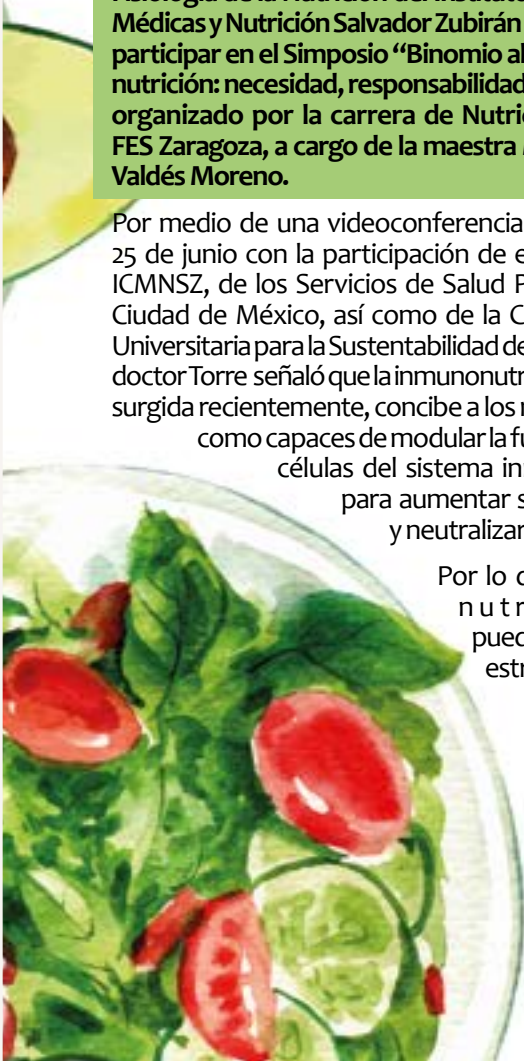 Médicas y Nutrición Salvador Zubirán
participar en el Simposio “Binomio al
nutrición: necesidad, responsabilidad
organizado por la carrera de Nutri
FES Zaragoza, a cargo de la maestra
Valdés Moreno.
Por medio de una videoconferencia
25 de junio con la participación de e
ICMNSZ, de los Servicios de Salud P
Ciudad de México, así como de la C
Universitaria para la Sustentabilidad de
doctor Torre señaló que la inmunonutr
surgida recientemente, concibe a los
como capaces de modular la fu
células del sistema in
para aumentar s
y neutralizar
Por lo
nutr
pued
estr